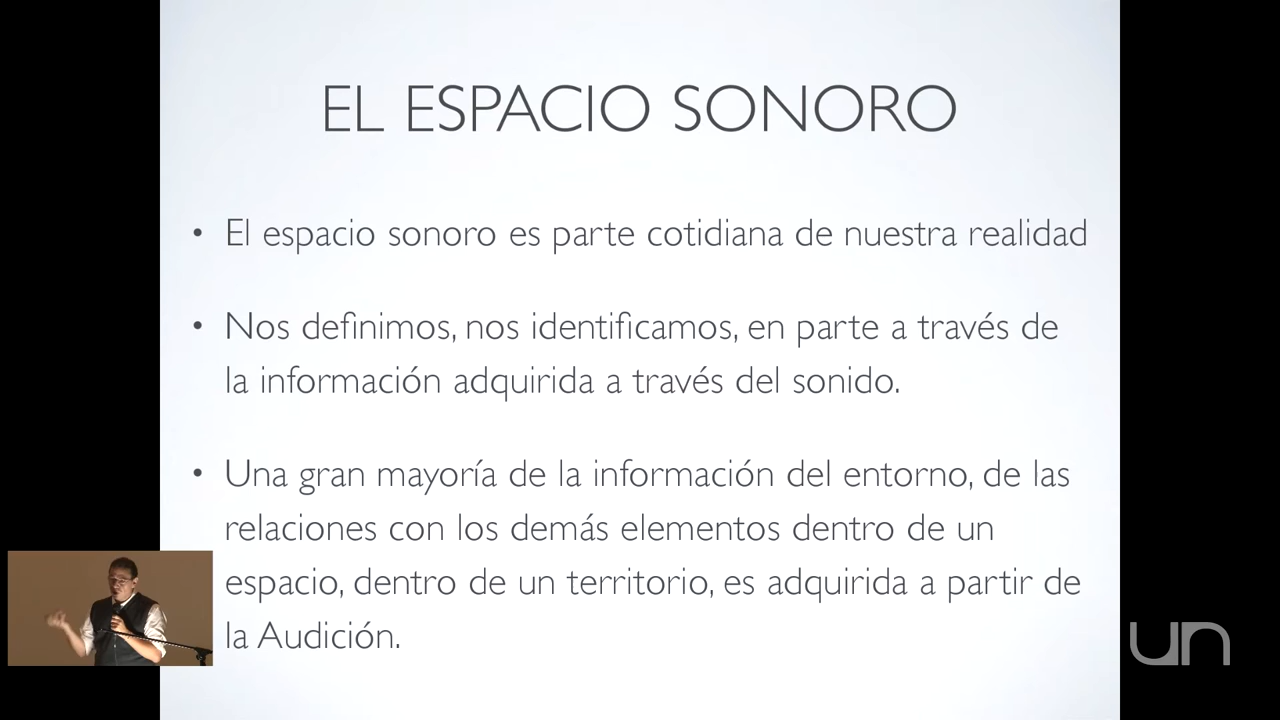 EL ESPACIO SONORO
• El espacio sonoro es parte cotidiana de nuestra realidad
• Nos definimos, nos identificamos, en parte a través de
la información adquirida a través del sonido.
• Una gran mayoría de la información del entorno, de las
relaciones con los demás elementos dentro de un
espacio, dentro de un territorio, es adquirida a partir de
la Audición.
un